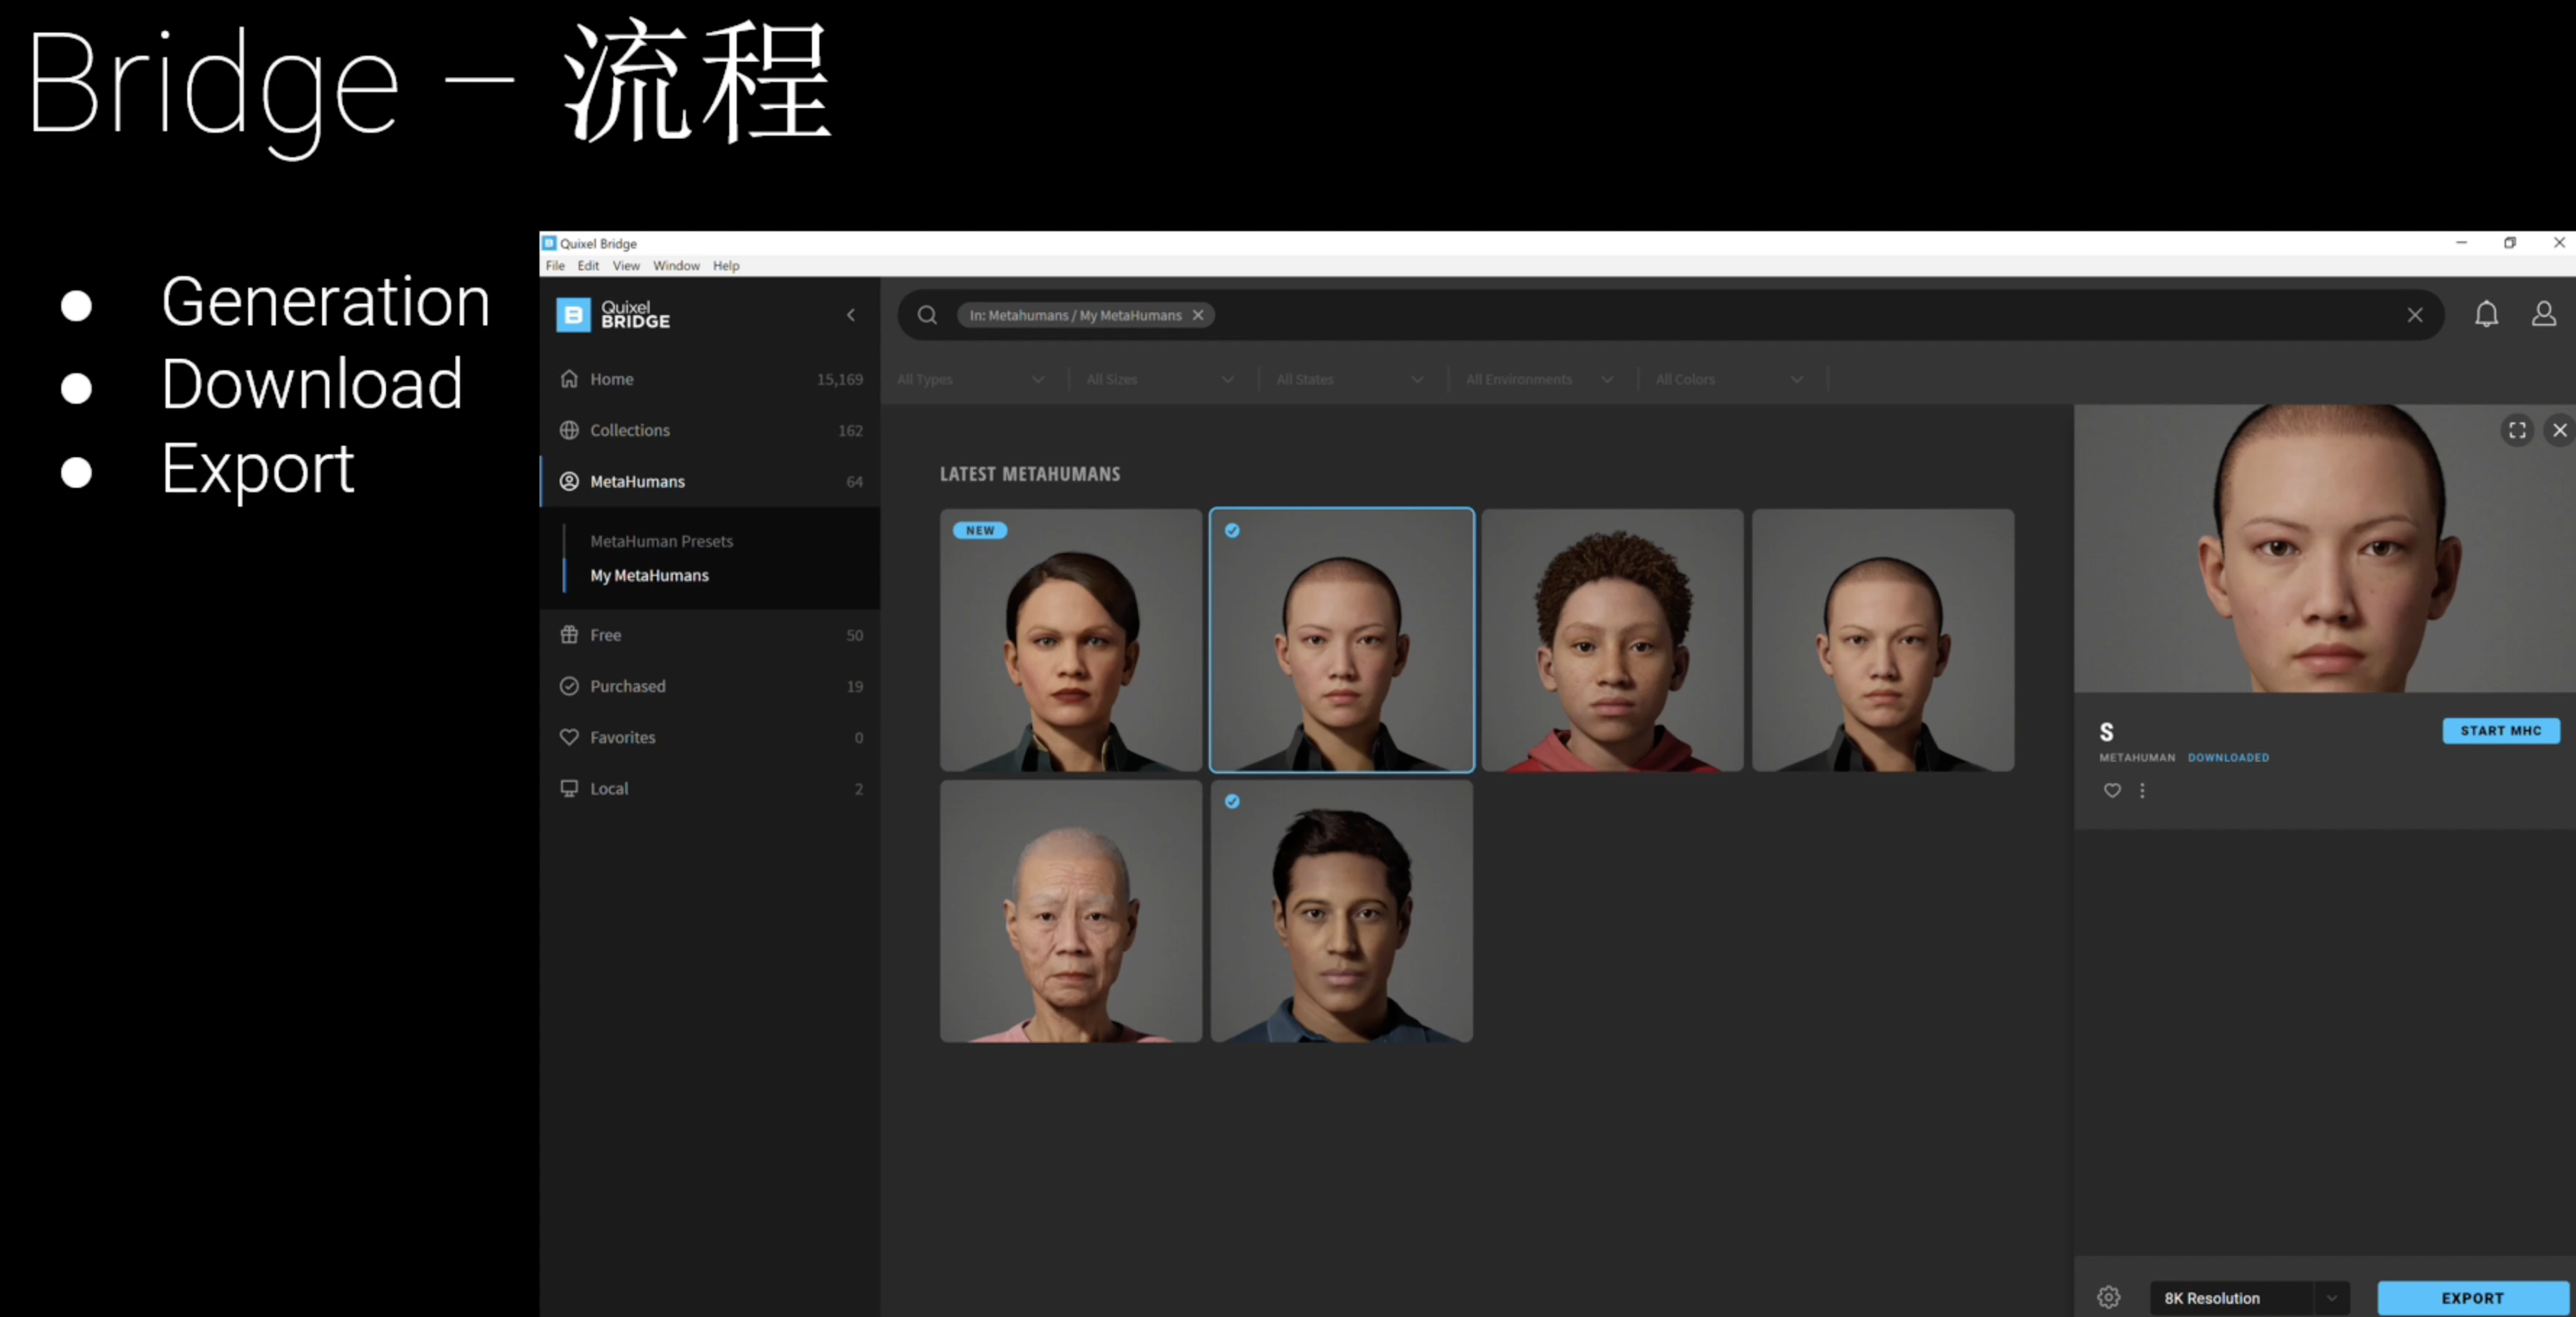 Bridge – 流程
● Generation
● Download
● Export
Quixel Bridge
File Edit View Window Help
Quixel
BRIDGE
In: Metahumans / My MetaHumans
Home 15,169
All Types All Sizes All States All Environments All Colors
Collections 162
MetaHumans 64
MetaHuman Presets
My MetaHumans
Free 50
Purchased 19
Favorites 0
Local 2
LATEST METAHUMANS
NEW
S
START MHC
METAHUMAN DOWNLOADED
8K Resolution
EXPORT